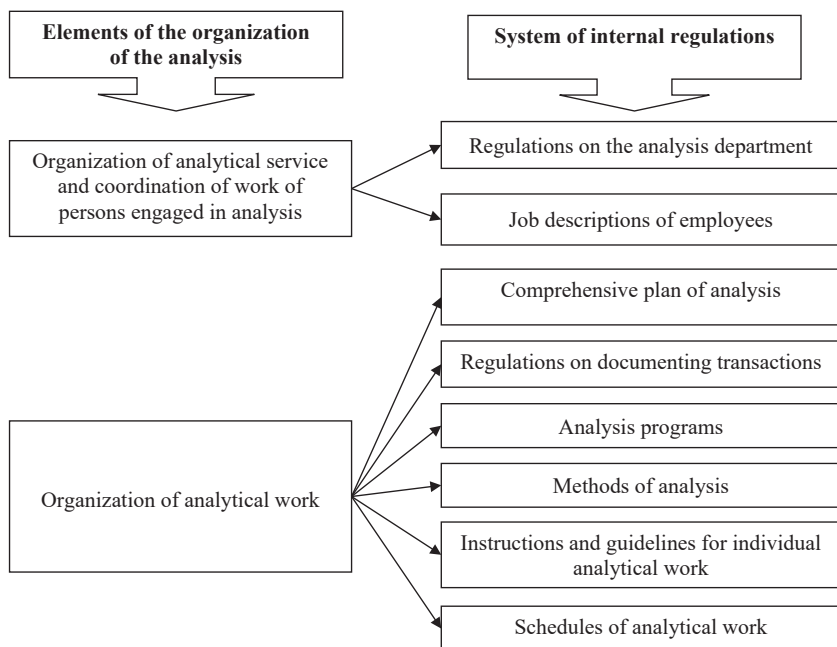 Elements of the organization
of the analysis
System of internal regulations
Organization of analytical service
and coordination of work of
persons engaged in analysis
Regulations on the analysis department
Job descriptions of employees
Organization of analytical work
Comprehensive plan of analysis
Regulations on documenting transactions
Analysis programs
Methods of analysis
Instructions and guidelines for individual
analytical work
Schedules of analytical work